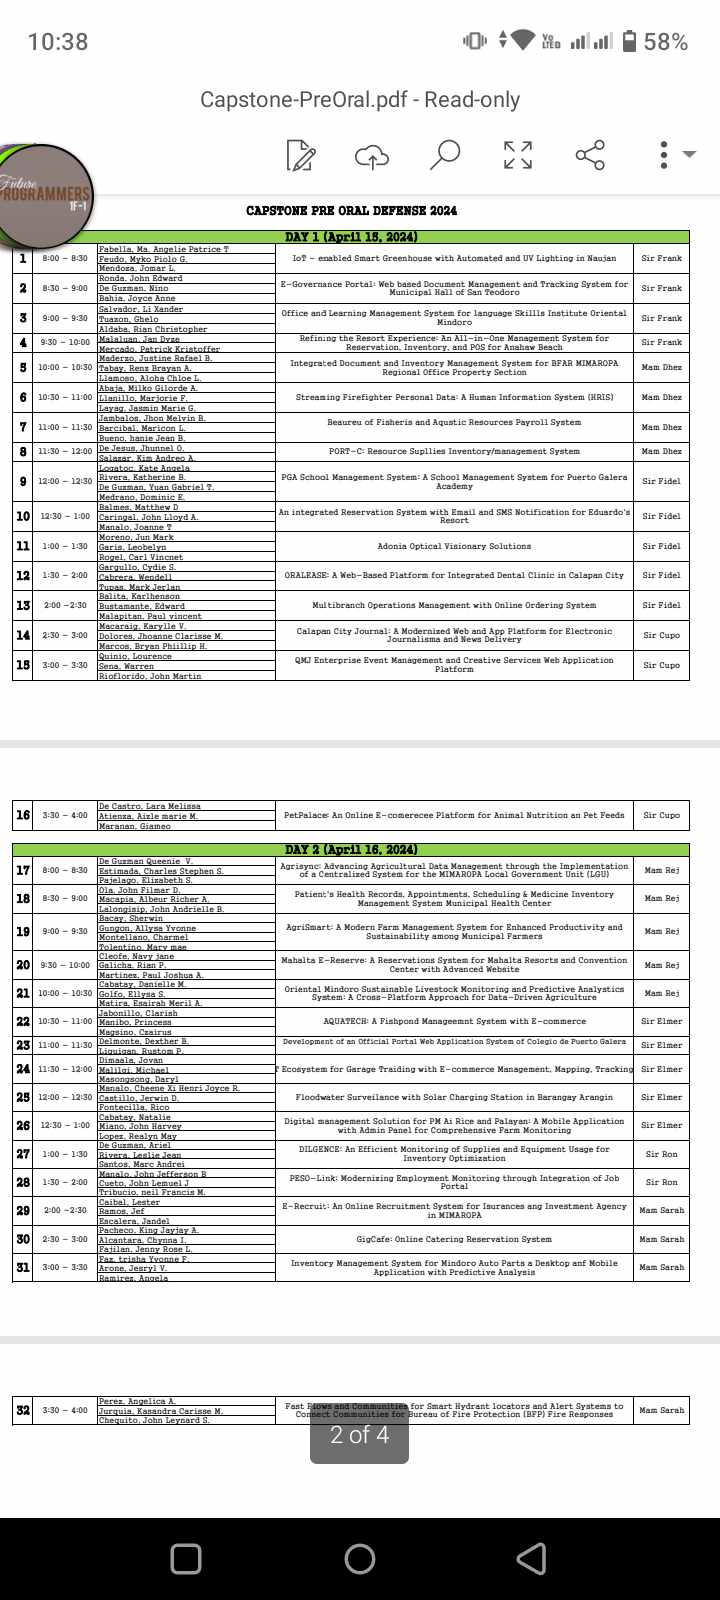 10:38
Vo LTED
58%
Capstone-PreOral.pdf - Read-only
Future
PROGRAMMERS
1F-1
CAPSTONE PRE ORAL DEFENSE 2024
DAY 1 (April 15, 2024)
1 8:00 – 8:30 Fabella, Ma. Angelie Patrice T
Feudo, Myko Piolo G.
Mendoza, Jomar L.
IoT – enabled Smart Greenhouse with Automated and UV Lighting in Naujan
Sir Frank
2 8:30 – 9:00 Ronda, John Edward
De Guzman, Nino
Bahia, Joyce Anne
E-Governance Portal: Web based Document Management and Tracking System for
Municipal Hall of San Teodoro
Sir Frank
3 9:00 – 9:30 Salvador, Li Xander
Tuazon, Ghelo
Aldaba, Rian Christopher
Office and Learning Management System for language Skillls Institute Oriental
Mindoro
Sir Frank
4 9:30 – 10:00 Malaluan, Jan Dyze
Mercado, Patrick Kristoffer
Refining the Resort Experience: An All-in-One Management System for
Reservation, Inventory, and POS for Anahaw Beach
Sir Frank
5 10:00 – 10:30 Maderzo, Justine Rafael B.
Tabay, Renz Brayan A.
Llamoso, Aloha Chloe L.
Integrated Document and Inventory Management System for BFAR MIMAROPA
Regional Office Property Section
Mam Dhez
6 10:30 – 11:00 Abaja, Milko Gilorde A.
Llanillo, Marjorie F.
Layag, Jasmin Marie G.
Streaming Firefighter Personal Data: A Human Information System (HRIS)
Mam Dhez
7 11:00 – 11:30 Jambalos, Jhon Melvin B.
Barcibal, Maricon L.
Bueno, hanie Jean B.
Beaureu of Fisheris and Aqustic Resources Payroll System
Mam Dhez
8 11:30 – 12:00 De Jesus, Jhunnel O.
Salazar, Kim Andreo A.
PORT-C: Resource Supllies Inventory/management System
Mam Dhez
9 12:00 – 12:30 Logatoc, Kate Angela
Rivera, Katherine B.
De Guzman, Yuan Gabriel T.
Medrano, Dominic E.
PGA School Management System: A School Management System for Puerto Galera
Academy
Sir Fidel
10 12:30 – 1:00 Balmes, Matthew D
Caringal, John Lloyd A.
Manalo, Joanne T
An integrated Reservation System with Email and SMS Notification for Eduardo's
Resort
Sir Fidel
11 1:00 – 1:30 Moreno, Jun Mark
Garis, Leobelyn
Rogel, Carl Vincnet
Adonia Optical Visionary Solutions
Sir Fidel
12 1:30 – 2:00 Gargullo, Cydie S.
Cabrera, Wendell
Tupas, Mark Jerlan
ORALEASE: A Web-Based Platform for Integrated Dental Clinic in Calapan City
Sir Fidel
13 2:00 –2:30 Balita, Karlhenson
Bustamante, Edward
Malapitan, Paul vincent
Multibranch Operations Management with Online Ordering System
Sir Fidel
14 2:30 – 3:00 Macaraig, Karylle V.
Dolores, Jhoanne Clarisse M.
Marcos, Bryan Phiillip H.
Calapan City Journal: A Modernized Web and App Platform for Electronic
Journalisma and News Delivery
Sir Cupo
15 3:00 – 3:30 Quinio, Lourence
Sena, Warren
Rioflorido, John Martin
QMJ Enterprise Event Management and Creative Services Web Application
Platform
Sir Cupo
16 3:30 – 4:00 De Castro, Lara Melissa
Atienza, Aizle marie M.
Maranan, Giameo
PetPalace: An Online E-comerecee Platform for Animal Nutrition an Pet Feeds
Sir Cupo
DAY 2 (April 16, 2024)
17 8:00 – 8:30 De Guzman Queenie V.
Estimada, Charles Stephen S.
Pajelago, Elizabeth S.
Agrisync: Advancing Agricultural Data Management through the Implementation
of a Centralized System for the MIMAROPA Local Government Unit (LGU)
Mam Rej
18 8:30 – 9:00 Ola, John Filmar D.
Macapia, Albeur Richer A.
Lalongisip, John Andrielle B.
Patient's Health Records, Appointments, Scheduling & Medicine Inventory
Management System Municipal Health Center
Mam Rej
19 9:00 – 9:30 Bacay, Sherwin
Gungon, Allysa Yvonne
Montellano, Charmel
Tolentino, Mary mae
AgriSmart: A Modern Farm Management System for Enhanced Productivity and
Sustainability among Municipal Farmers
Mam Rej
20 9:30 – 10:00 Cleofe, Navy jane
Galicha, Rian P.
Martinez, Paul Joshua A.
Mahalta E-Reserve: A Reservations System for Mahalta Resorts and Convention
Center with Advanced Website
Mam Rej
21 10:00 – 10:30 Cabatay, Danielle M.
Golfo, Ellysa S.
Matira, Esairah Meril A.
Oriental Mindoro Sustainable Livestock Monitoring and Predictive Analystics
System: A Cross-Platform Approach for Data-Driven Agriculture
Mam Rej
22 10:30 – 11:00 Jabonillo, Clarish
Manibo, Princess
Magsino, Czairus
AQUATECH: A Fishpond Manageemnt System with E-commerce
Sir Elmer
23 11:00 – 11:30 Delmonte, Dexther B.
Liquigan, Rustom P.
Development of an Official Portal Web Application System of Colegio de Puerto Galera
Sir Elmer
24 11:30 – 12:00 Dimaala, Jovan
Malilgi, Michael
Masongsong, Daryl
T Ecosystem for Garage Traiding with E-commerce Management, Mapping, Tracking
Sir Elmer
25 12:00 – 12:30 Manalo, Cheene Xi Henri Joyce R.
Castillo, Jerwin D.
Fontecilla, Rico
Floodwater Surveilance with Solar Charging Station in Barangay Arangin
Sir Elmer
26 12:30 – 1:00 Cabatay, Natalie
Miano, John Harvey
Lopez, Realyn May
Digital management Solution for PM Ai Rice and Palayan: A Mobile Application
with Admin Panel for Comprehensive Farm Monitoring
Sir Elmer
27 1:00 – 1:30 De Guzman, Ariel
Rivera, Leslie Jean
Santos, Marc Andrei
DILGENCE: An Efficient Monitoring of Supplies and Equipment Usage for
Inventory Optimization
Sir Ron
28 1:30 – 2:00 Manalo, John Jefferson B
Cueto, John Lemuel J
Tribucio, neil Francis M.
PESO-Link: Modernizing Employment Monitoring through Integration of Job
Portal
Sir Ron
29 2:00 –2:30 Caibal, Lester
Ramos, Jef
Escalera, Jandel
E-Recruit: An Online Recruitment System for Isurances ang Investment Agency
in MIMAROPA
Mam Sarah
30 2:30 – 3:00 Pacheco, King Jayjay A.
Alcantara, Chynna I.
Fajilan, Jenny Rose L.
GigCafe: Online Catering Reservation System
Mam Sarah
31 3:00 – 3:30 Faz, trisha Yvonne F.
Arone, Jesryl V.
Ramirez, Angela
Inventory Management System for Mindoro Auto Parts a Desktop anf Mobile
Application with Predictive Analysis
Mam Sarah
32 3:30 – 4:00 Perez, Angelica A.
Jurquia, Kasandra Carisse M.
Chequito, John Leynard S.
Fast Flows and Communities for Smart Hydrant locators and Alert Systems to
Connect Communities for Bureau of Fire Protection (BFP) Fire Responses
Mam Sarah
2 of 4